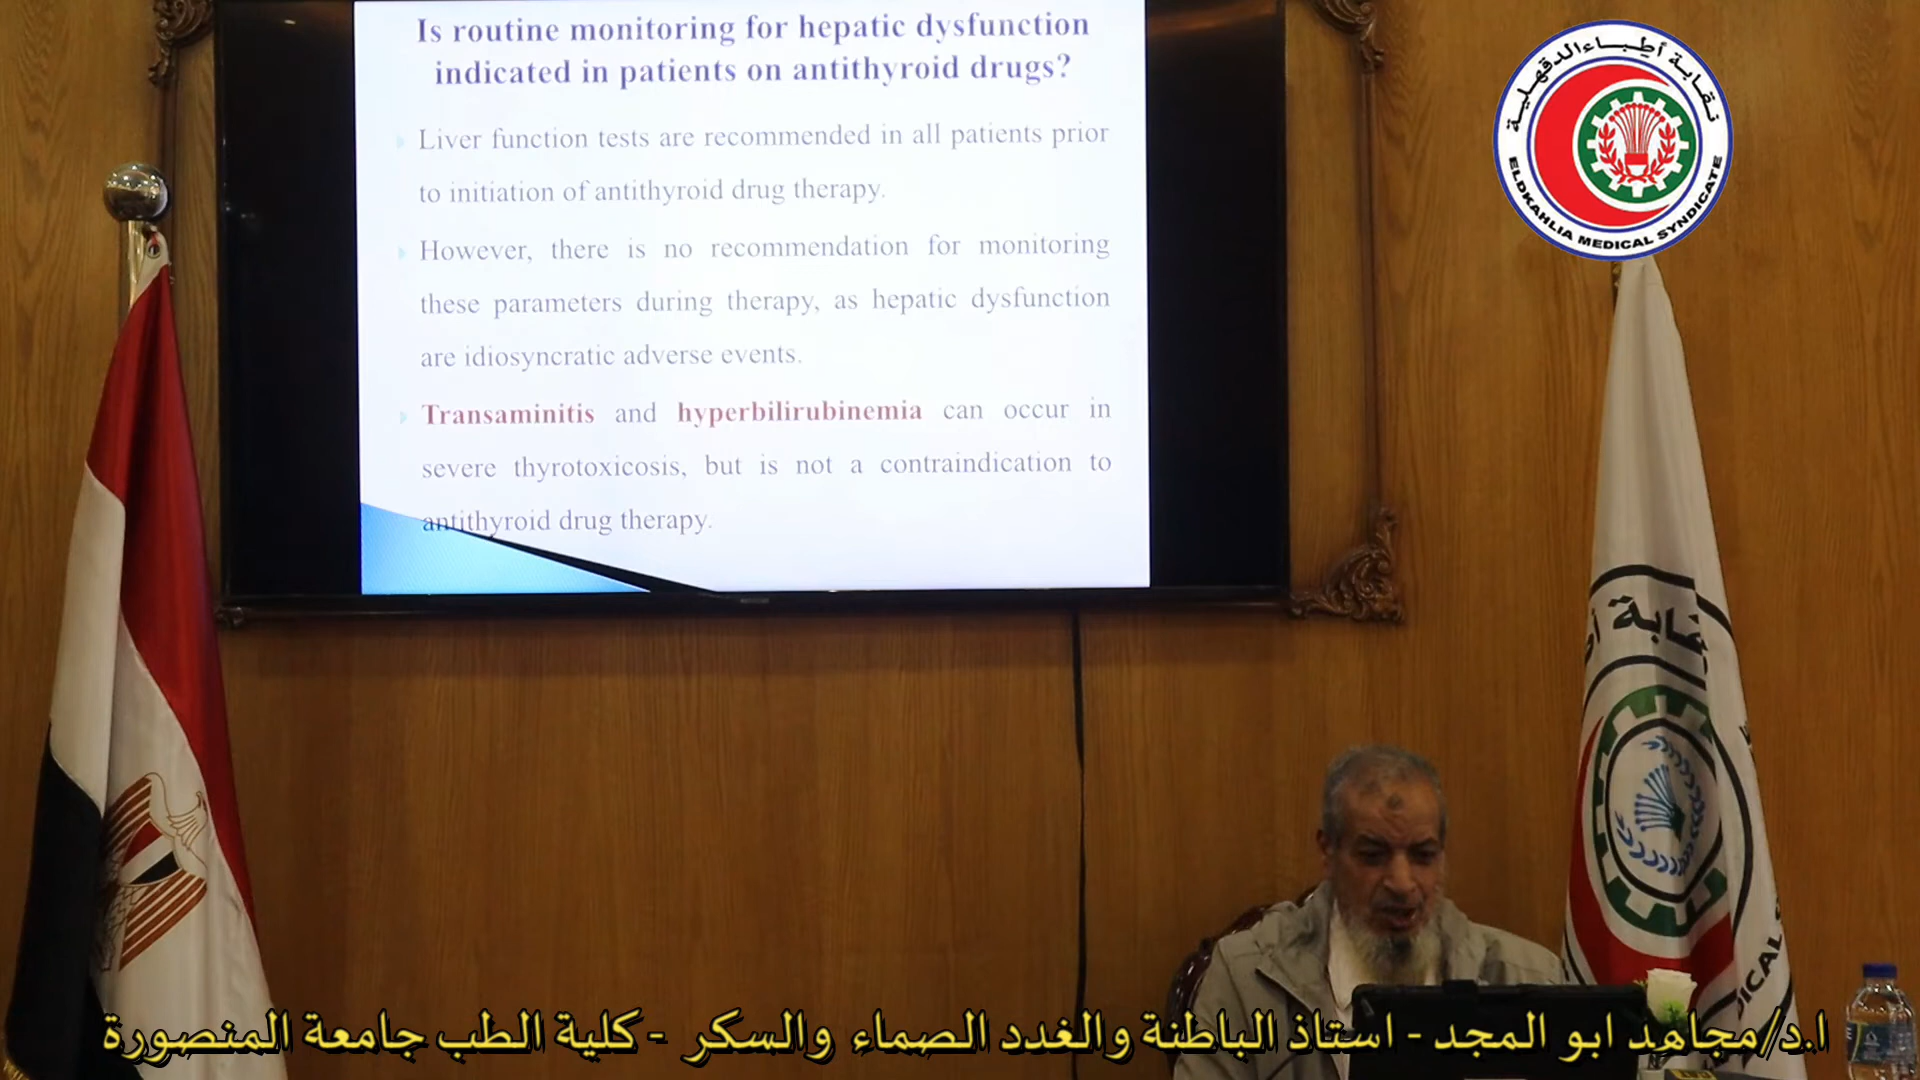 Is routine monitoring for hepatic dysfunction
indicated in patients on antithyroid drugs?
Liver function tests are recommended in all patients prior
to initiation of antithyroid drug therapy.
However, there is no recommendation for monitoring
these parameters during therapy, as hepatic dysfunction
are idiosyncratic adverse events.
Transaminitis and hyperbilirubinemia can occur in
severe thyrotoxicosis, but is not a contraindication to
antithyroid drug therapy.
نقابة أطباء الدقهلية
ELDKAHLIA MEDICAL SYNDICATE
ا.د/مجاهد ابو المجد - استاذ الباطنة والغدد الصماء والسكر - كلية الطب جامعة المنصورة